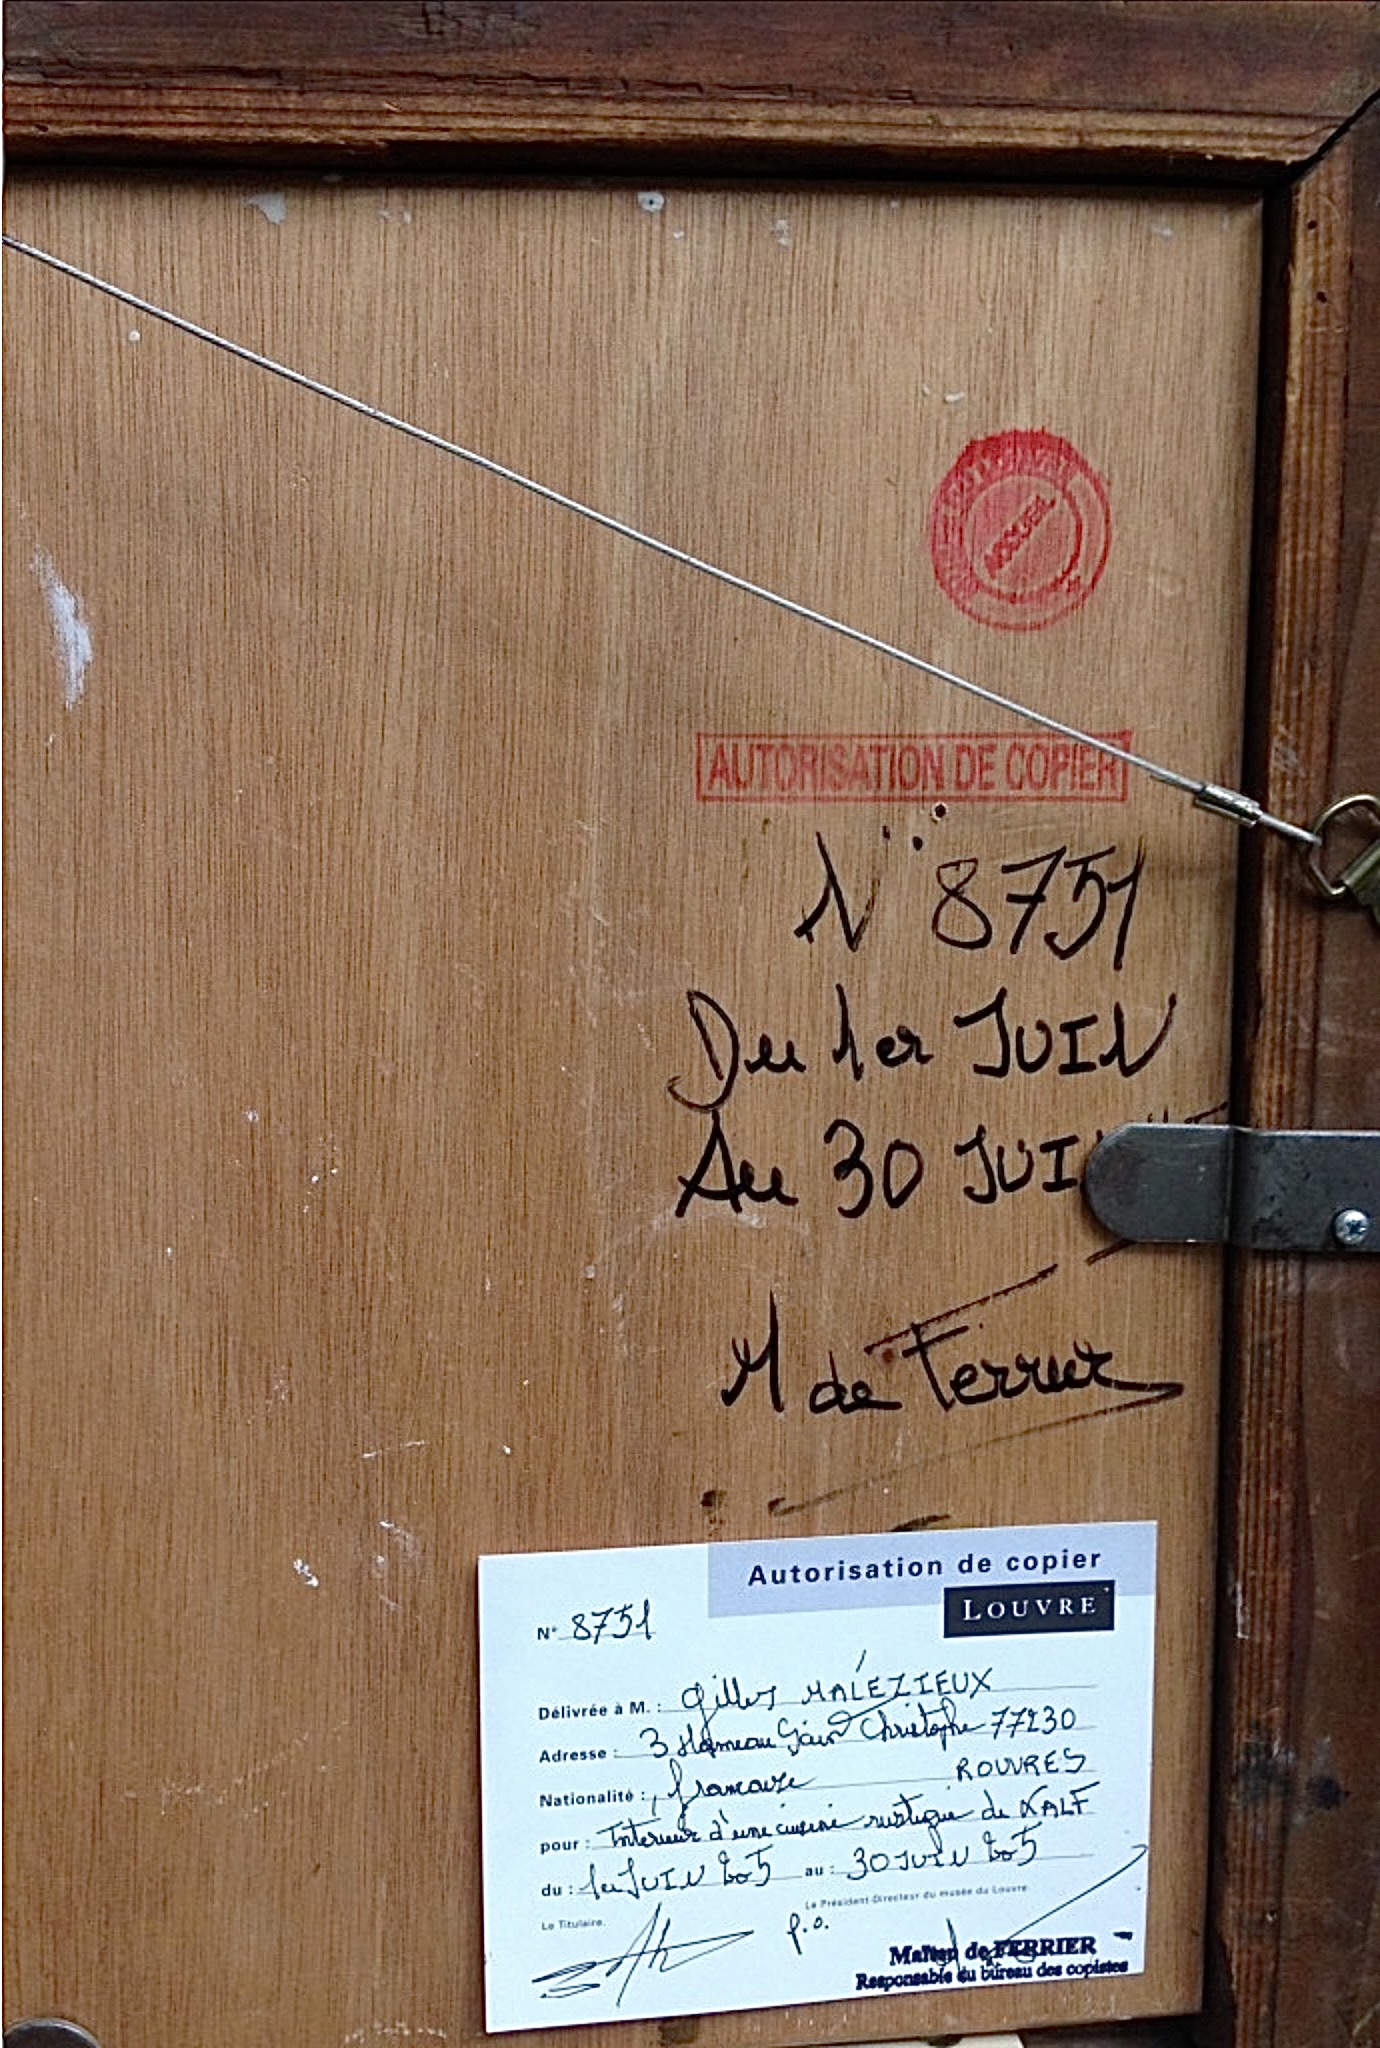 ACCUEIL
AUTORISATION DE COPIER
N° 8751
Du 1er JUIN
Au 30 JUI
M de Ferrier
Autorisation de copier
LOUVRE
N° 8751
Délivrée à M. : Gilles MALÉZIEUX
Adresse : 3 Hameau Saint Christophe 77230
ROUVRES
Nationalité : française
pour : Intérieur d'une cuisine rustique de KALF
du : 1er JUIN 2005 au : 30 JUIN 2005
Le Titulaire. Le Président-Directeur du musée du Louvre.
p.o.
de FERRIER
Responsable du bureau des copistes